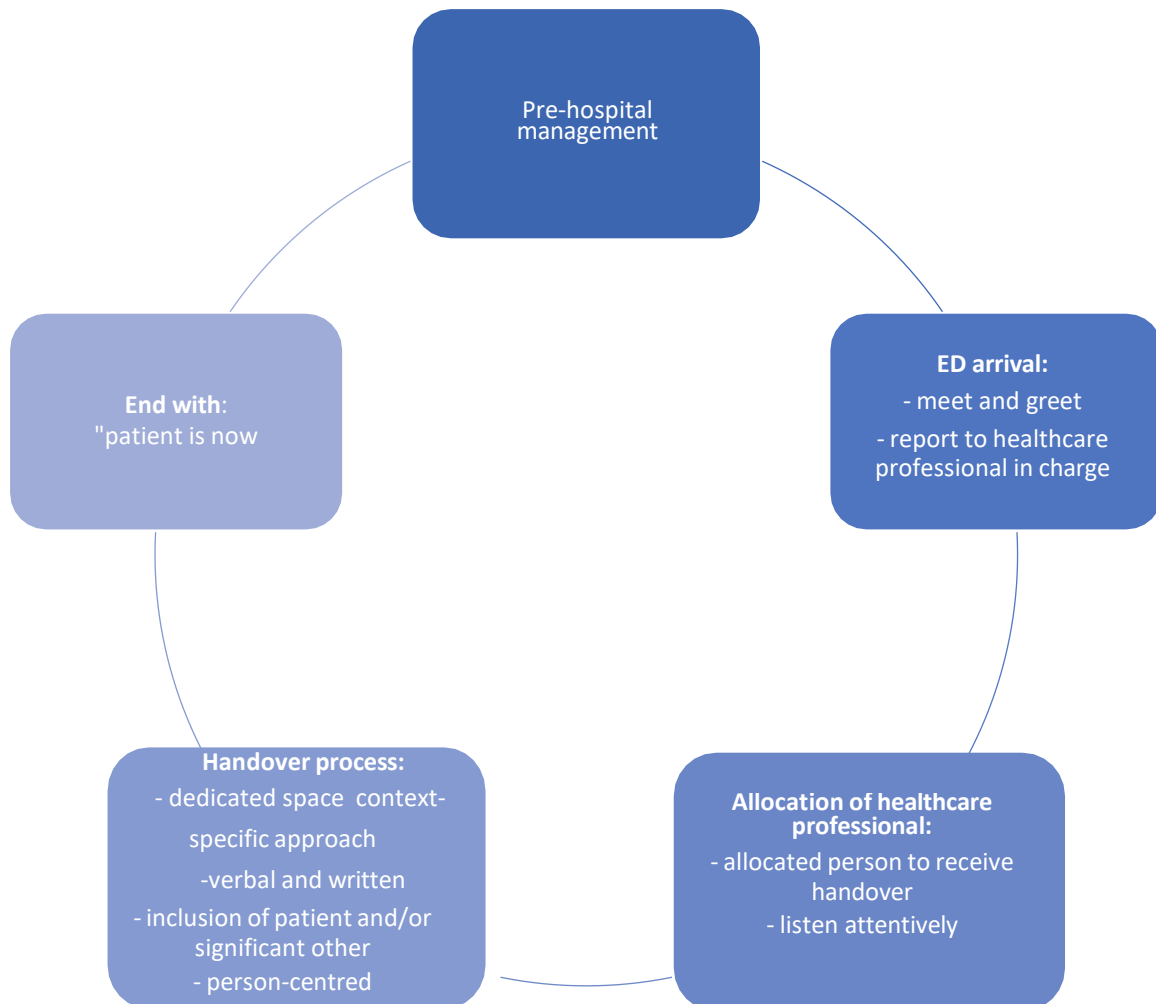 Pre-hospital
management
ED arrival:
- meet and greet
- report to healthcare
professional in charge
Allocation of healthcare
professional:
- allocated person to receive
handover
- listen attentively
Handover process:
- dedicated space context-
specific approach
-verbal and written
- inclusion of patient and/or
significant other
- person-centred
End with:
"patient is now